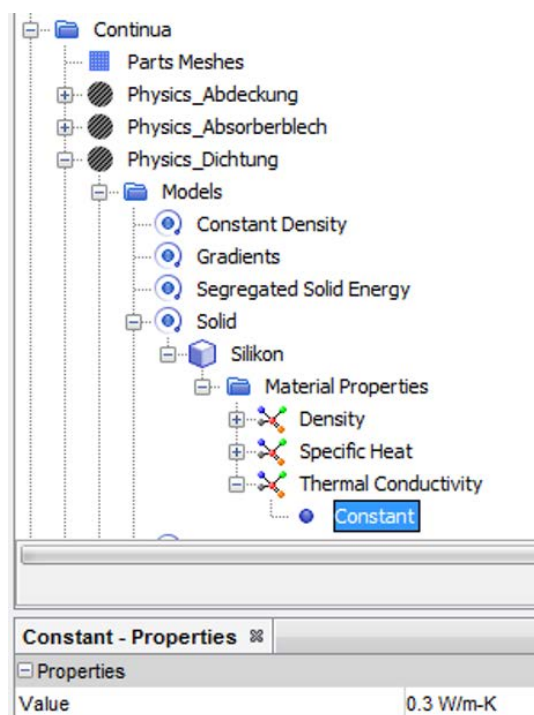 Continua
Parts Meshes
Physics_Abdeckung
Physics_Absorberblech
Physics_Dichtung
Models
Constant Density
Gradients
Segregated Solid Energy
Solid
Silikon
Material Properties
Density
Specific Heat
Thermal Conductivity
Constant
Constant - Properties
Properties
Value 0.3 W/m-K